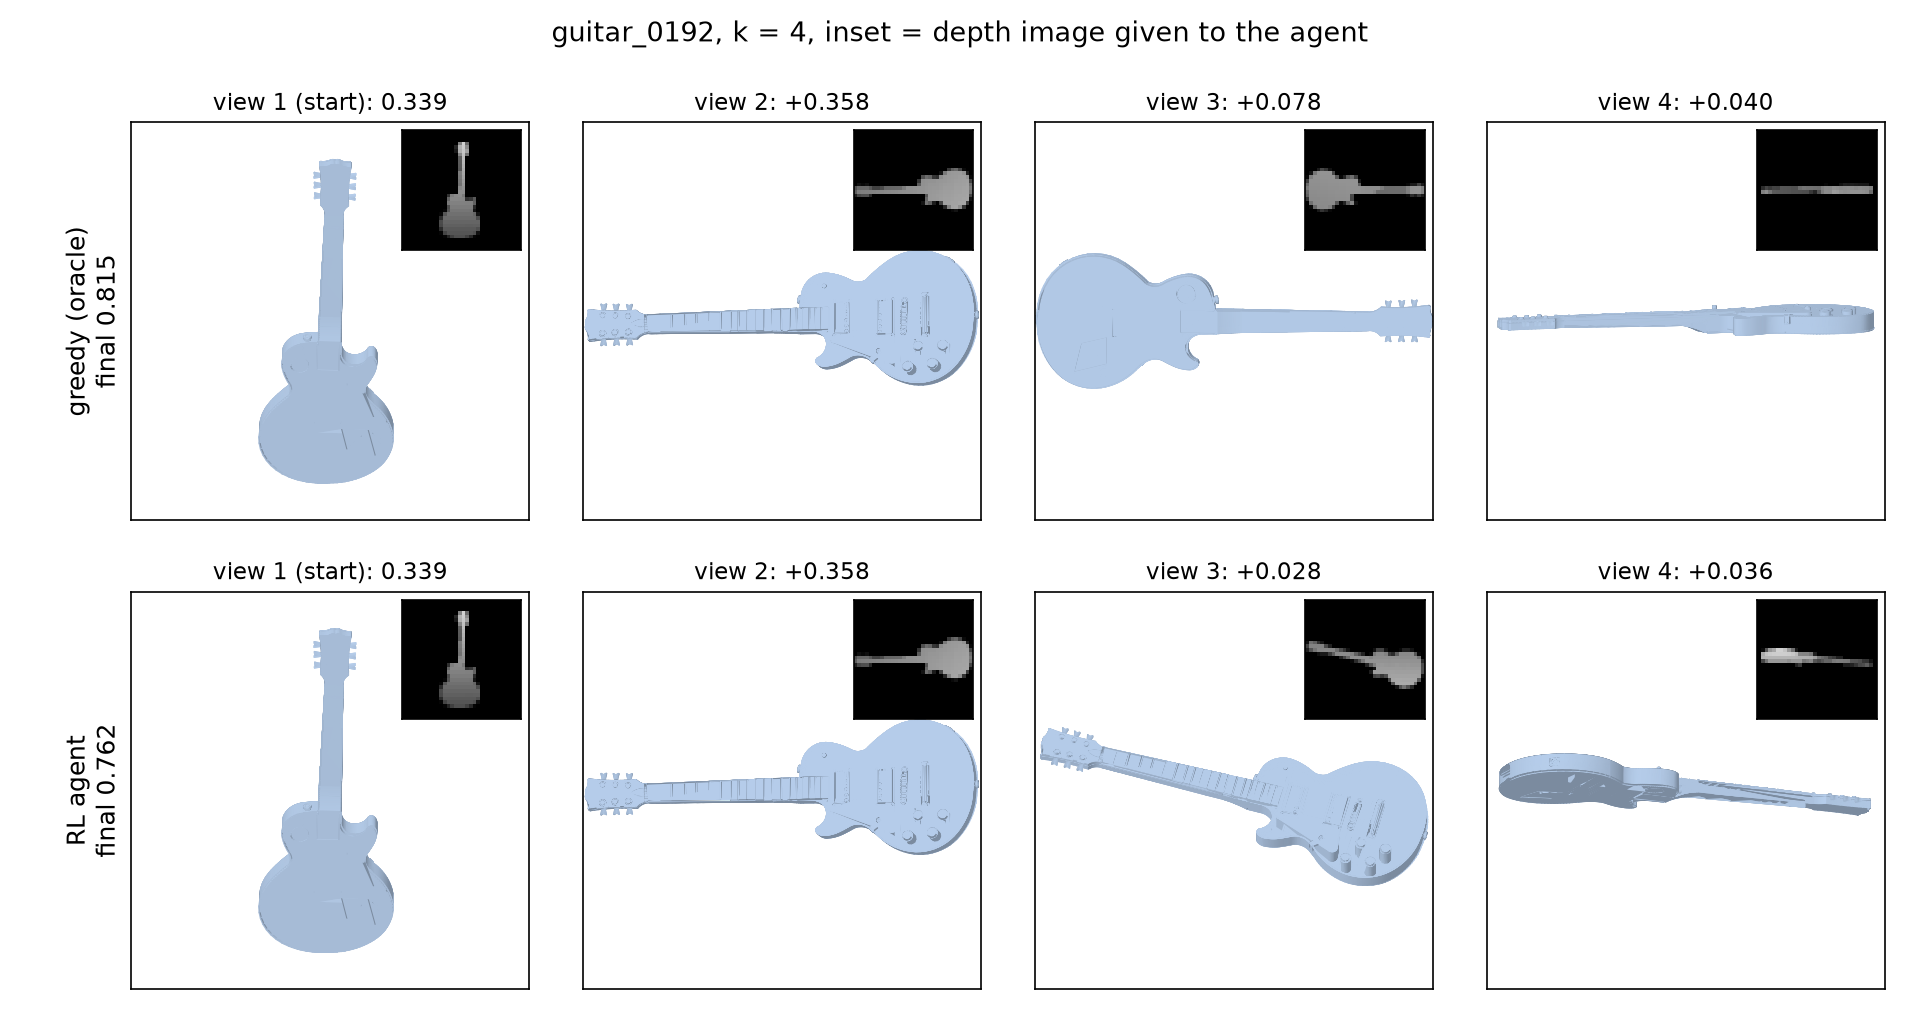 guitar_0192, k = 4, inset = depth image given to the agent
view 1 (start): 0.339
view 2: +0.358
view 3: +0.078
view 4: +0.040
greedy (oracle)
final 0.815
view 1 (start): 0.339
view 2: +0.358
view 3: +0.028
view 4: +0.036
RL agent
final 0.762